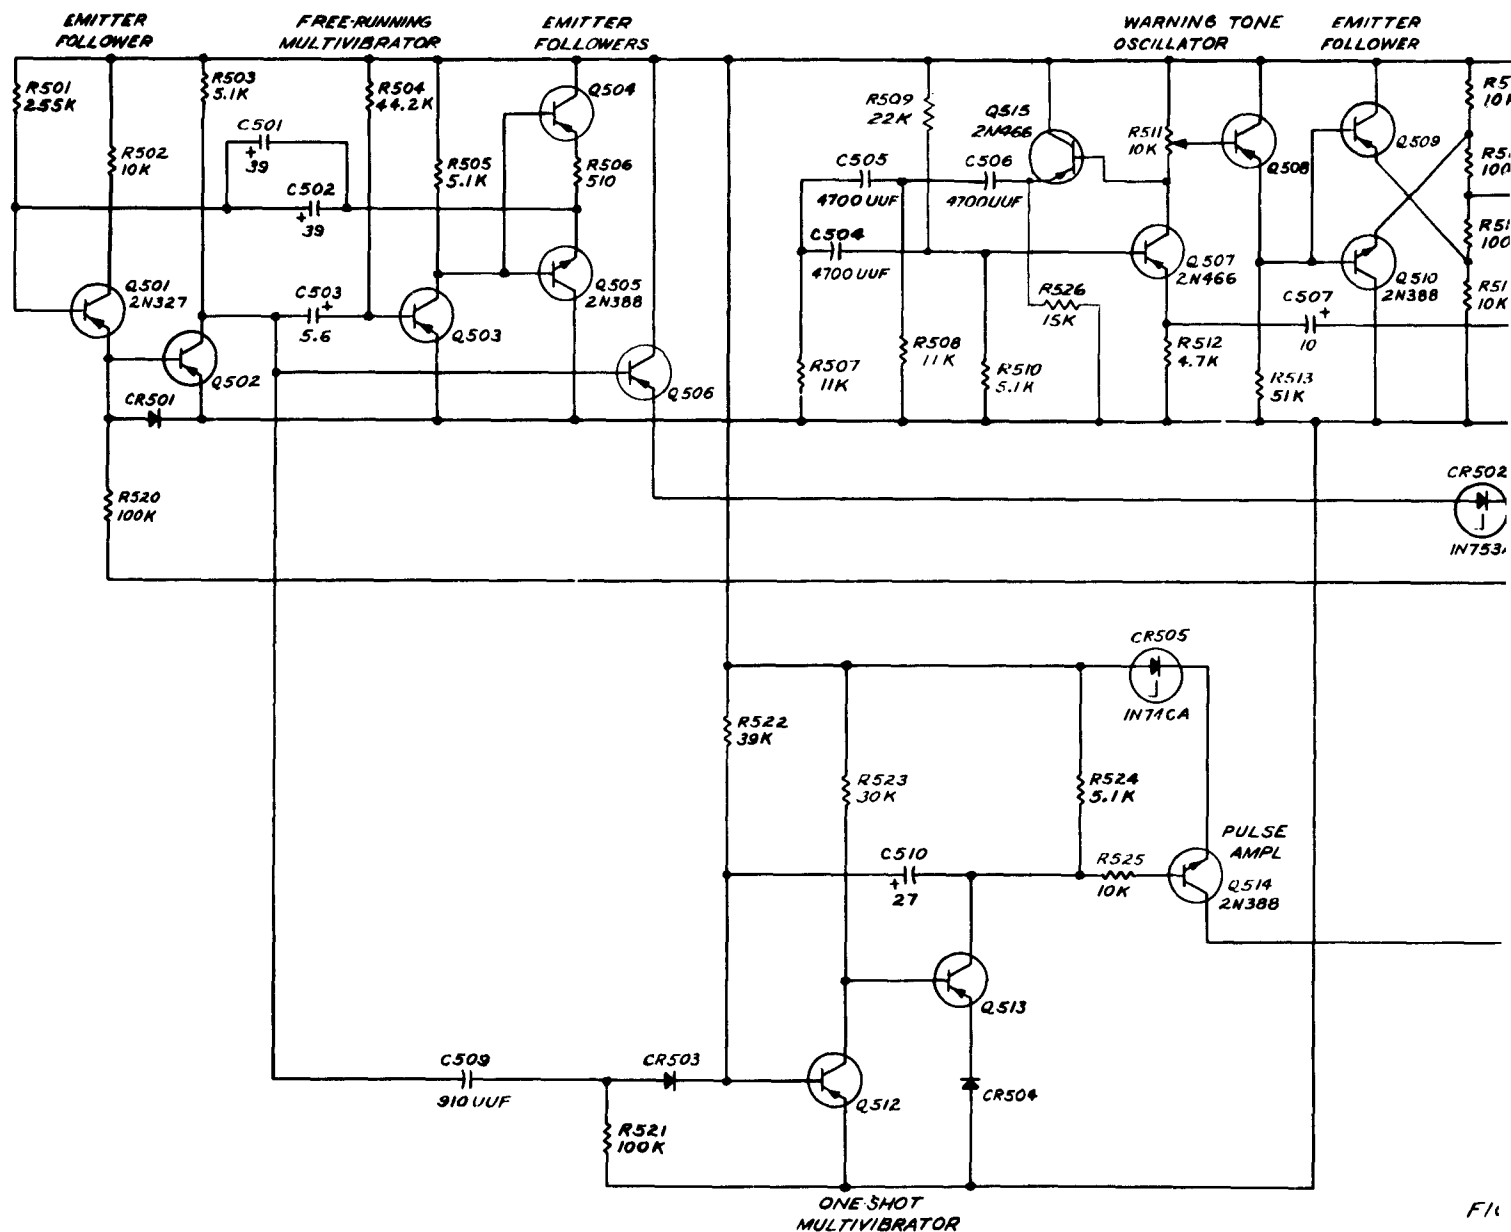 EMITTER
FOLLOWER
FREE-RUNNING
MULTIVIBRATOR
EMITTER
FOLLOWERS
WARNING TONE
OSCILLATOR
EMITTER
FOLLOWER
R501
255K
R502
10K
R503
5.1K
C501
+
39
C502
+
39
R504
44.2K
R505
5.1K
Q504
R506
510
R509
22K
Q515
2N466
R511
10K
Q508
Q509
10K
C505
4700 UUF
C506
4700UUF
C504
4700 UUF
Q501
2N327
C503
+
5.6
Q502
Q503
Q505
2N388
Q506
Q507
2N466
R526
15K
Q510
2N388
C507
+
10
10K
R507
11K
R508
11K
R510
5.1K
R512
4.7K
R513
51K
CR501
R520
100K
CR502
CR505
R522
39K
R523
30K
R524
5.1K
PULSE
AMPL
C510
+
27
R525
10K
Q514
2N388
Q513
C509
910 UUF
CR503
Q512
CR504
R521
100K
ONE-SHOT
MULTIVIBRATOR